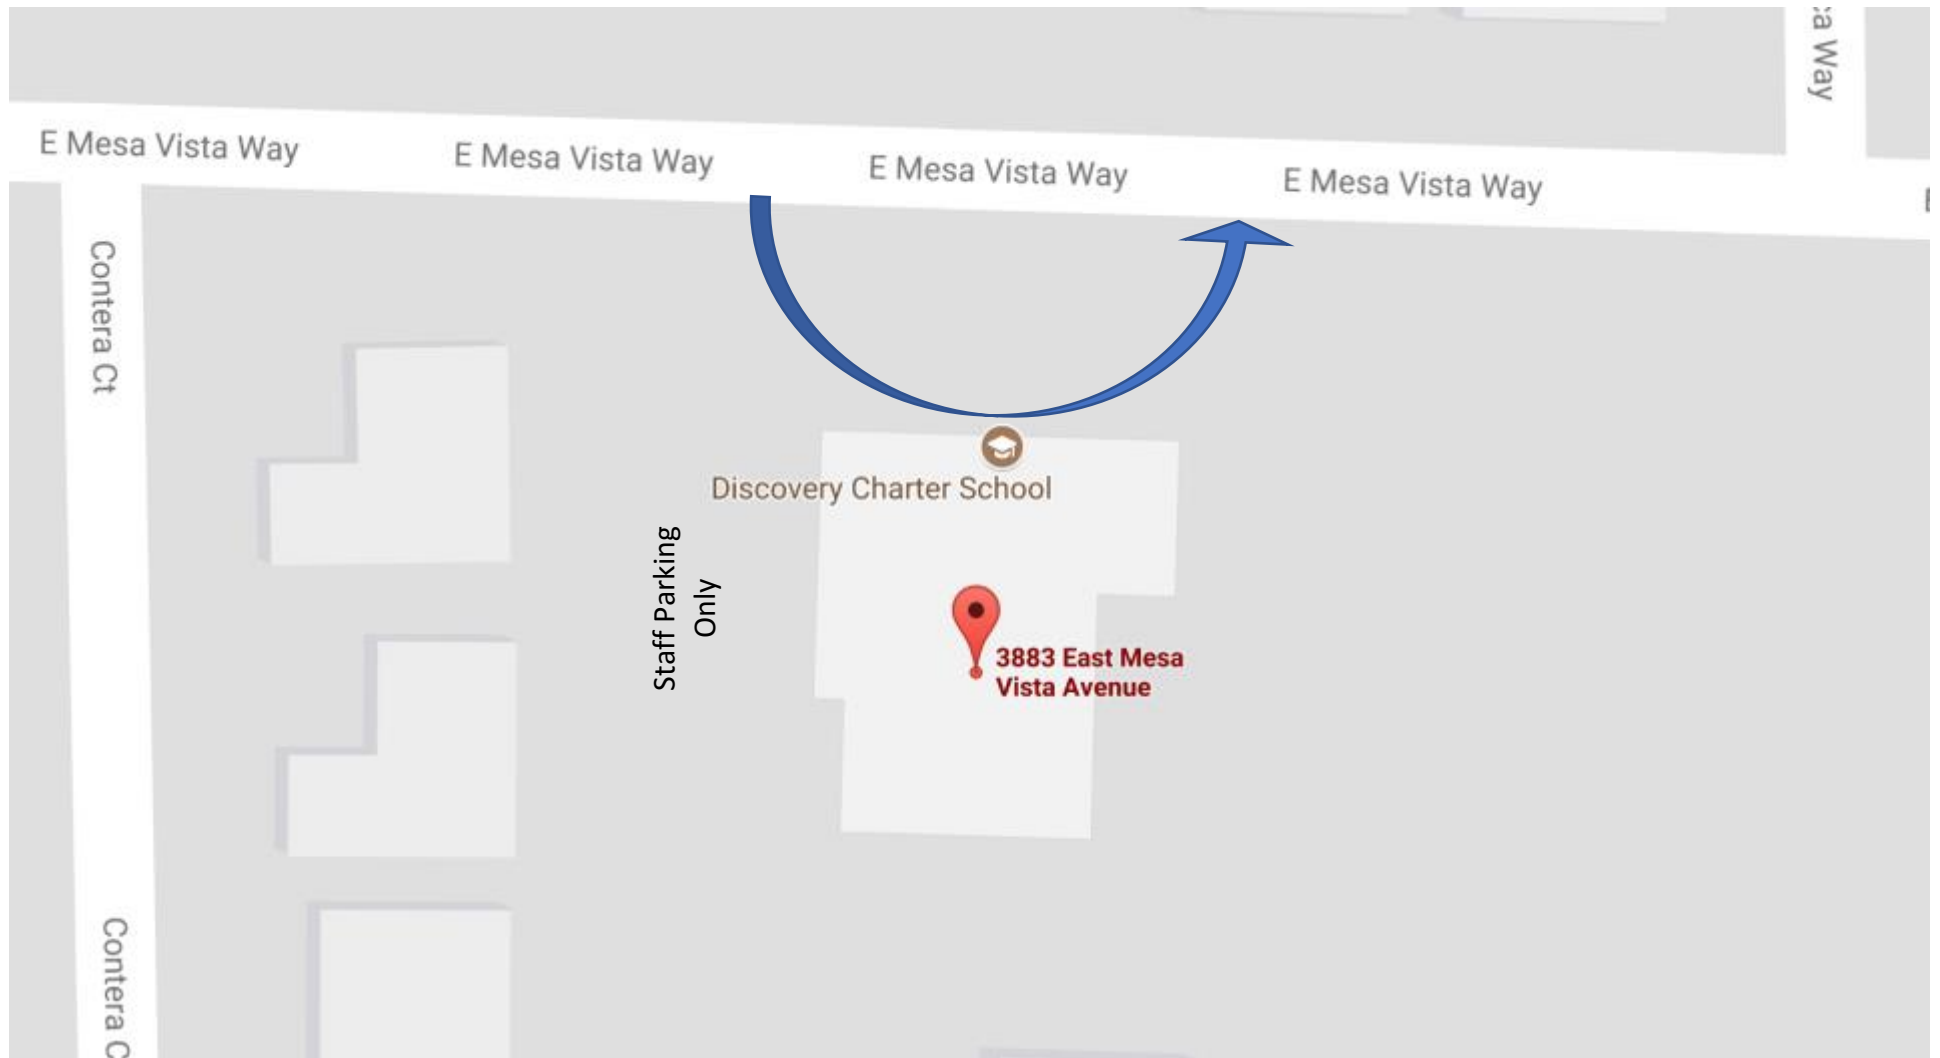 ca Way
E Mesa Vista Way
E Mesa Vista Way
E Mesa Vista Way
E Mesa Vista Way
Contera Ct
Discovery Charter School
Staff Parking
Only
3883 East Mesa
Vista Avenue
Contera C